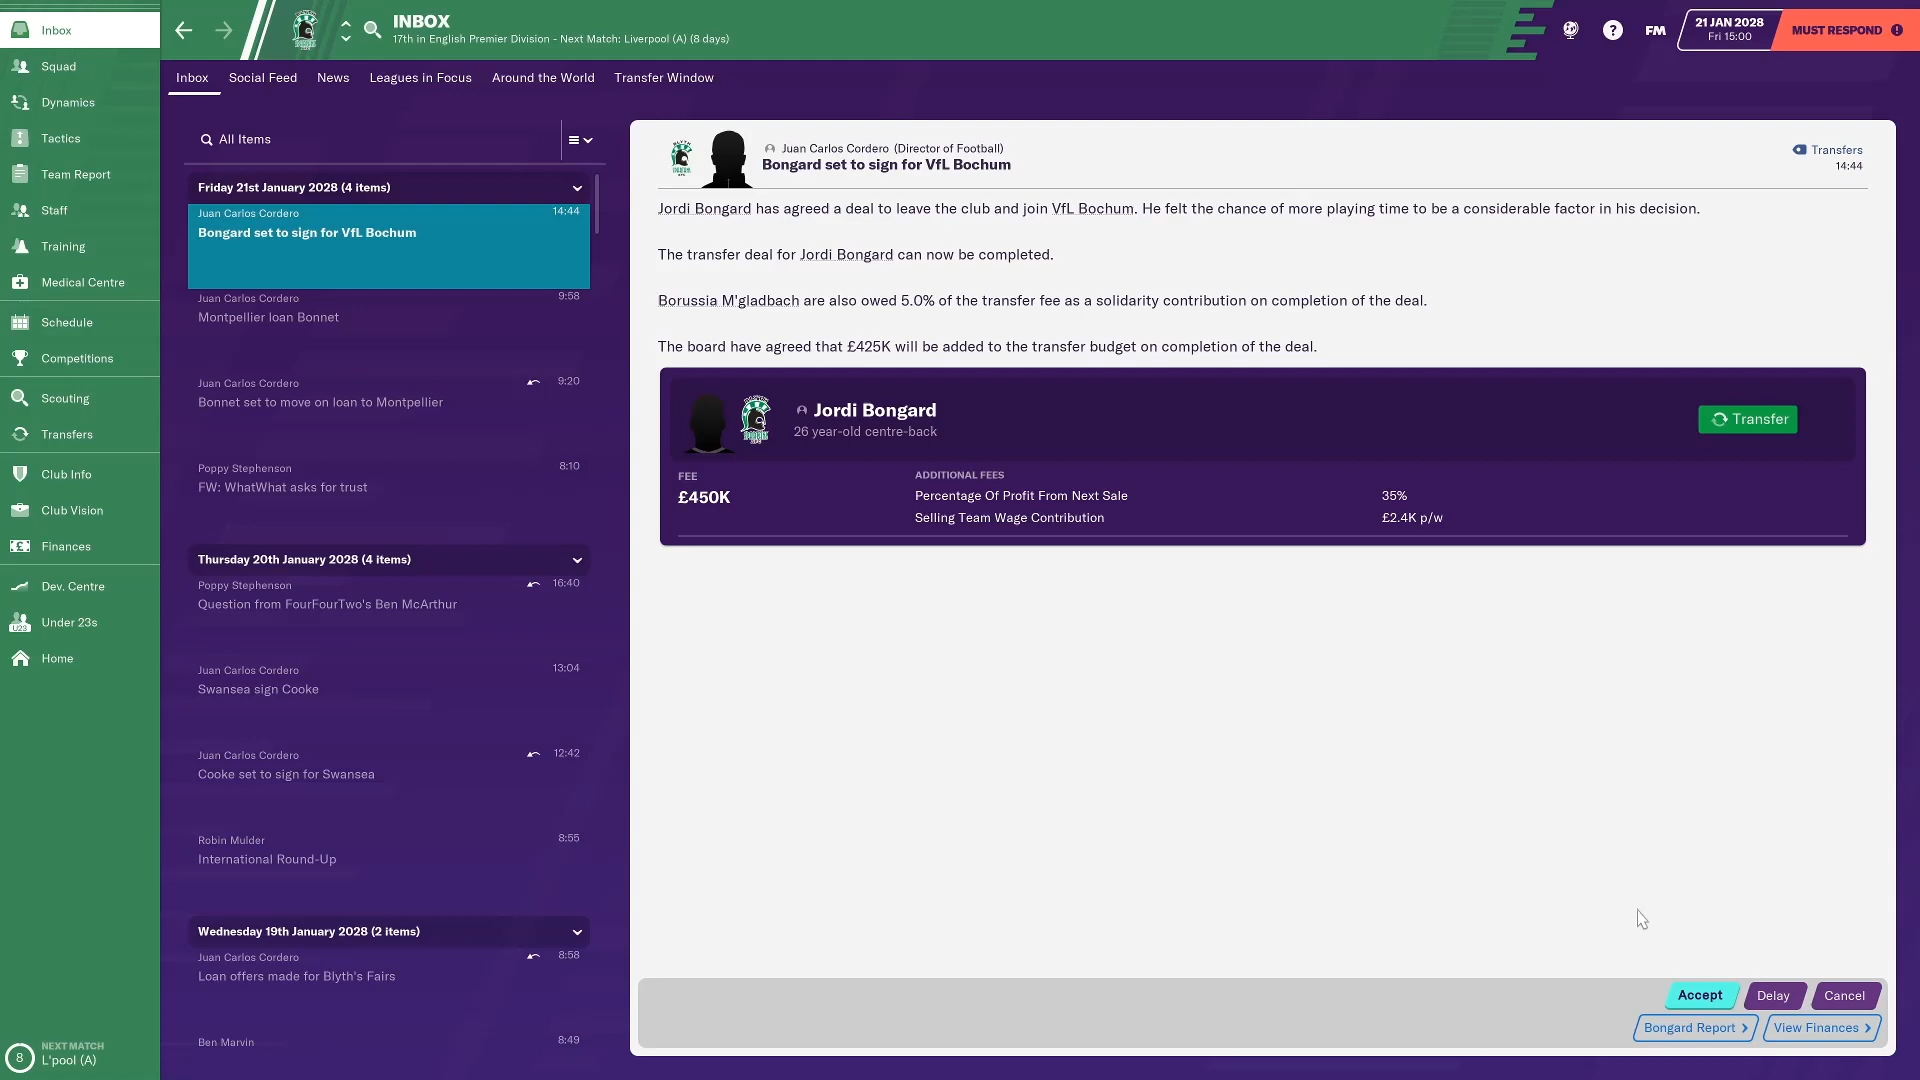 Inbox
Squad
Dynamics
Tactics
Team Report
Staff
Training
Medical Centre
Schedule
Competitions
Scouting
Transfers
Club Info
Club Vision
Finances
Dev. Centre
U23
Under 23s
Home
8
NEXT MATCH
L'pool (A)
INBOX
17th in English Premier Division - Next Match: Liverpool (A) (8 days)
?
FM
21 JAN 2028
Fri 15:00
MUST RESPOND
Inbox Social Feed News Leagues in Focus Around the World Transfer Window
All Items
Friday 21st January 2028 (4 items)
Juan Carlos Cordero 14:44
Bongard set to sign for VfL Bochum
Juan Carlos Cordero 9:58
Montpellier loan Bonnet
Juan Carlos Cordero 9:20
Bonnet set to move on loan to Montpellier
Poppy Stephenson 8:10
FW: WhatWhat asks for trust
Thursday 20th January 2028 (4 items)
Poppy Stephenson 16:40
Question from FourFourTwo's Ben McArthur
Juan Carlos Cordero 13:04
Swansea sign Cooke
Juan Carlos Cordero 12:42
Cooke set to sign for Swansea
Robin Mulder 8:55
International Round-Up
Wednesday 19th January 2028 (2 items)
Juan Carlos Cordero 8:58
Loan offers made for Blyth's Fairs
Ben Marvin 8:49
Juan Carlos Cordero (Director of Football)
Bongard set to sign for VfL Bochum
Transfers
14:44
Jordi Bongard has agreed a deal to leave the club and join VfL Bochum. He felt the chance of more playing time to be a considerable factor in his decision.
The transfer deal for Jordi Bongard can now be completed.
Borussia M'gladbach are also owed 5.0% of the transfer fee as a solidarity contribution on completion of the deal.
The board have agreed that £425K will be added to the transfer budget on completion of the deal.
Jordi Bongard
26 year-old centre-back
Transfer
FEE
£450K
ADDITIONAL FEES
Percentage Of Profit From Next Sale 35%
Selling Team Wage Contribution £2.4K p/w
Accept Delay Cancel
Bongard Report View Finances